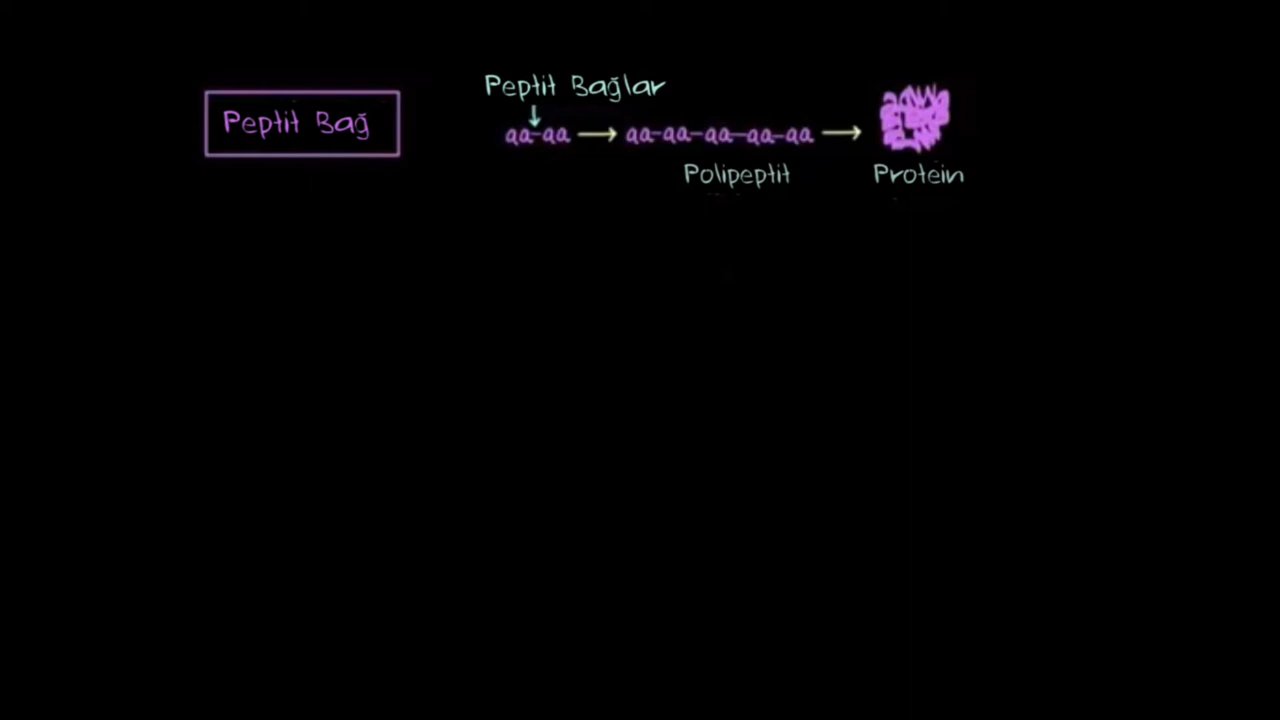 Peptit Bağ
Peptit Bağlar
aa-aa → aa-aa-aa-aa-aa →
Polipeptit
Protein